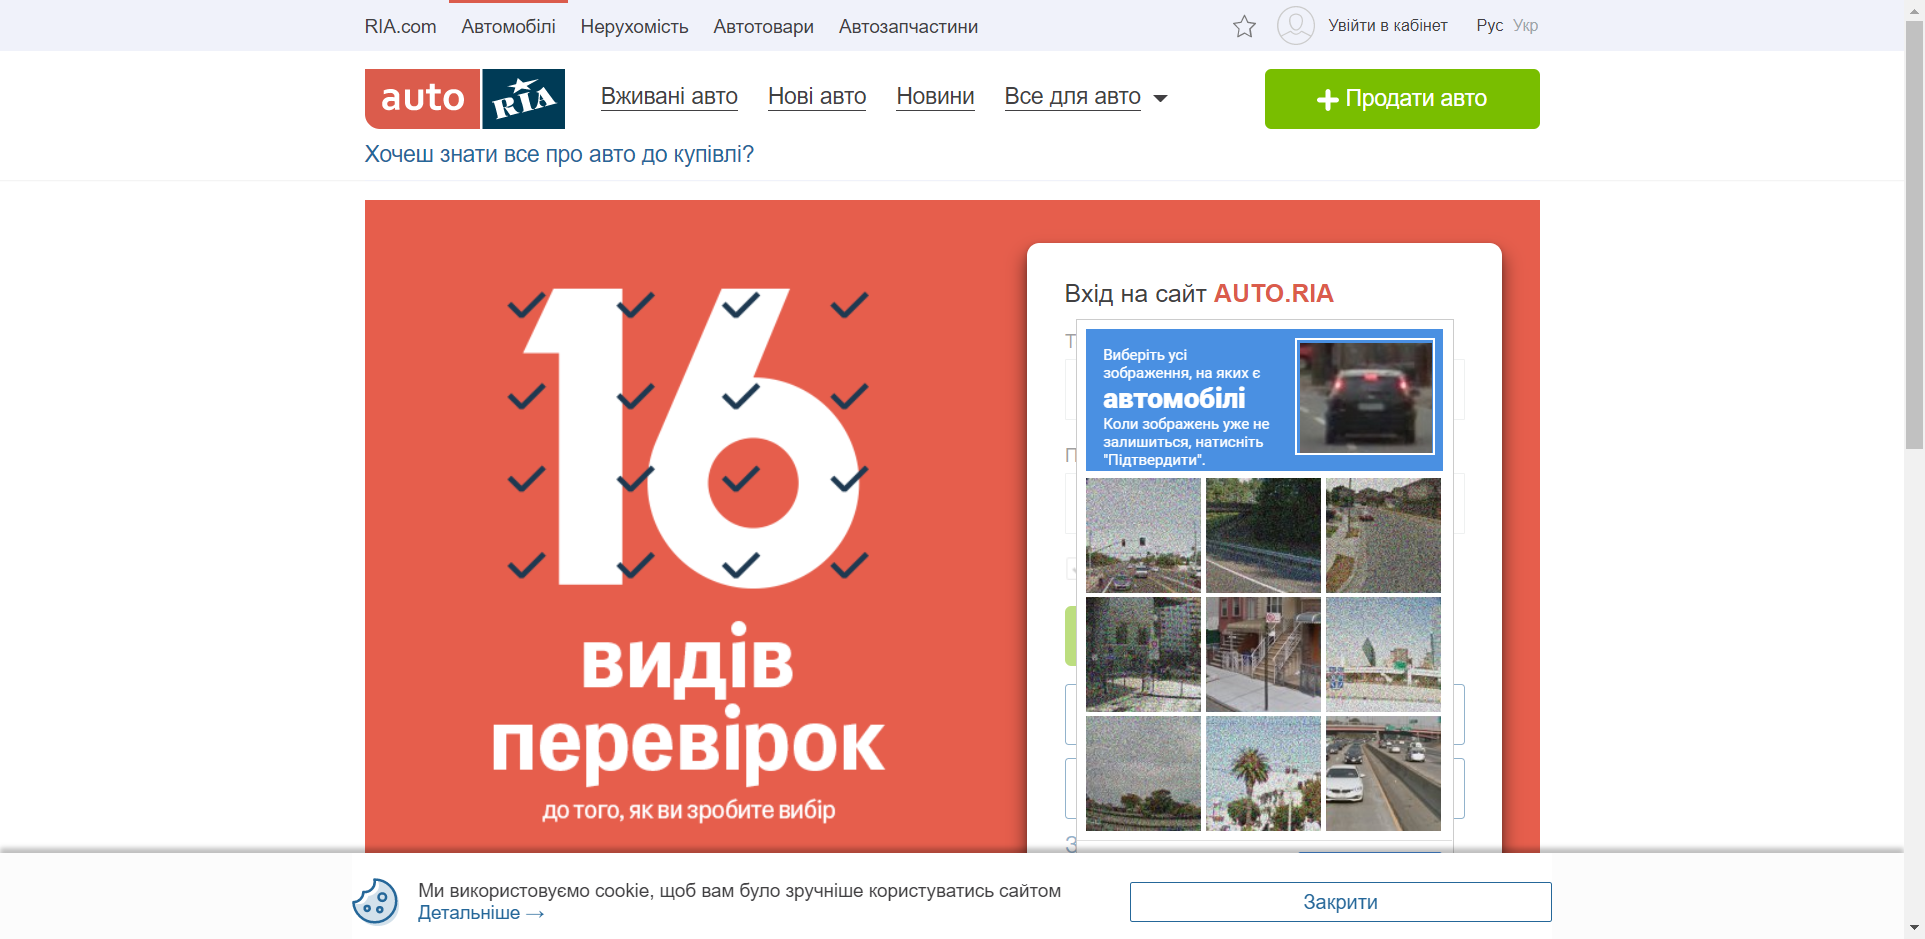 RIA.com Автомобілі Нерухомість Автотовари Автозапчастини Увійти в кабінет Рус Укр
auto RIA Вживані авто Нові авто Новини Все для авто Продати авто
Хочеш знати все про авто до купівлі?
16
видів
перевірок
до того, як ви зробите вибір
Вхід на сайт AUTO.RIA
Т
Виберіть усі
зображення, на яких є
автомобілі
Коли зображень уже не
залишиться, натисніть
"Підтвердити".
П
З
Ми використовуємо cookie, щоб вам було зручніше користуватись сайтом
Детальніше →
Закрити